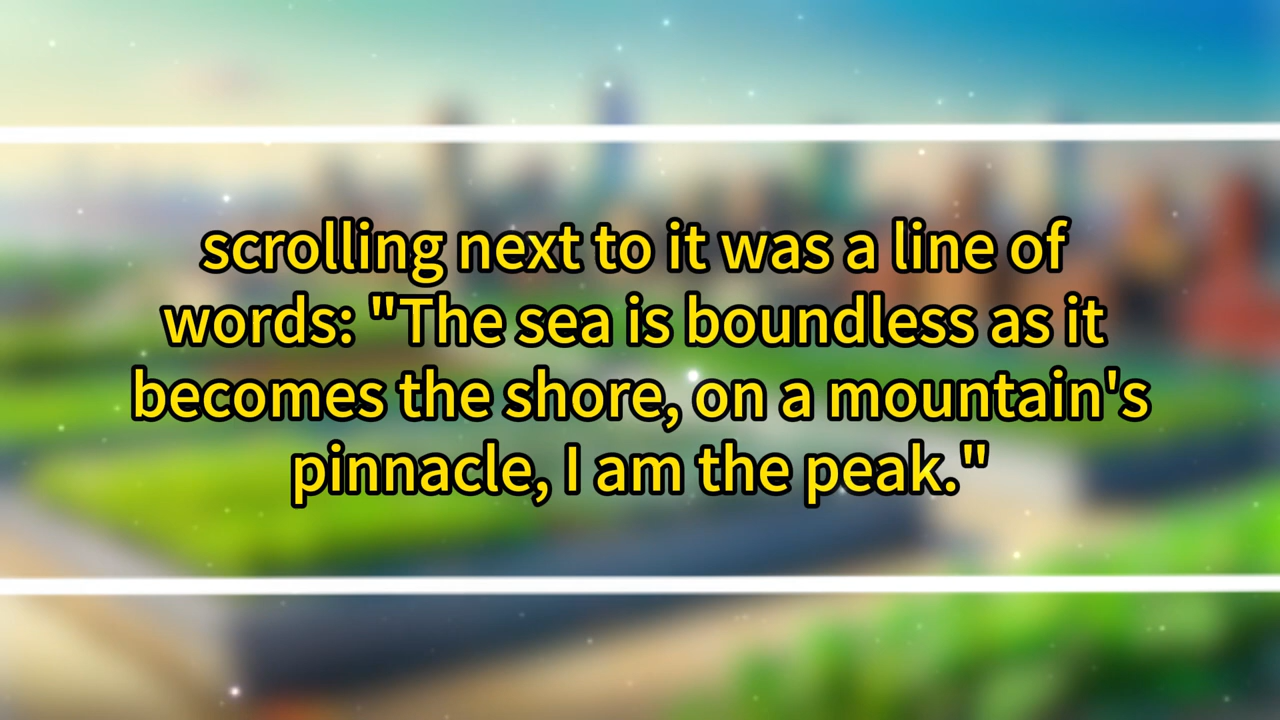 scrolling next to it was a line of
words: "The sea is boundless as it
becomes the shore, on a mountain's
pinnacle, I am the peak."